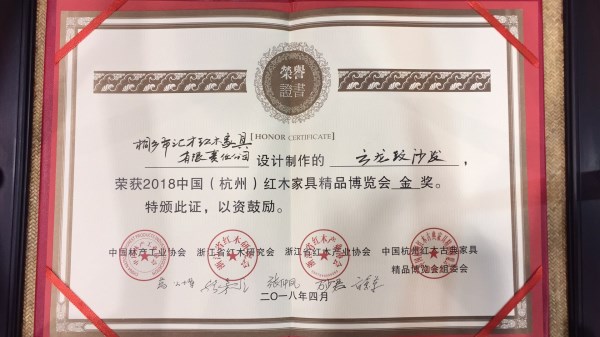 榮譽
證書
[ HONOR CERTIFICATE ]
桐乡市汇才红木家具
有限责任公司 设计制作的 云龙纹沙发,
荣获2018中国（杭州）红木家具精品博览会金奖。
特颁此证，以资鼓励。
中国林产工业协会 浙江省红木研究会 浙江省红木产业协会 中国杭州红木古典家具
精品博览会组委会
二〇一八年四月